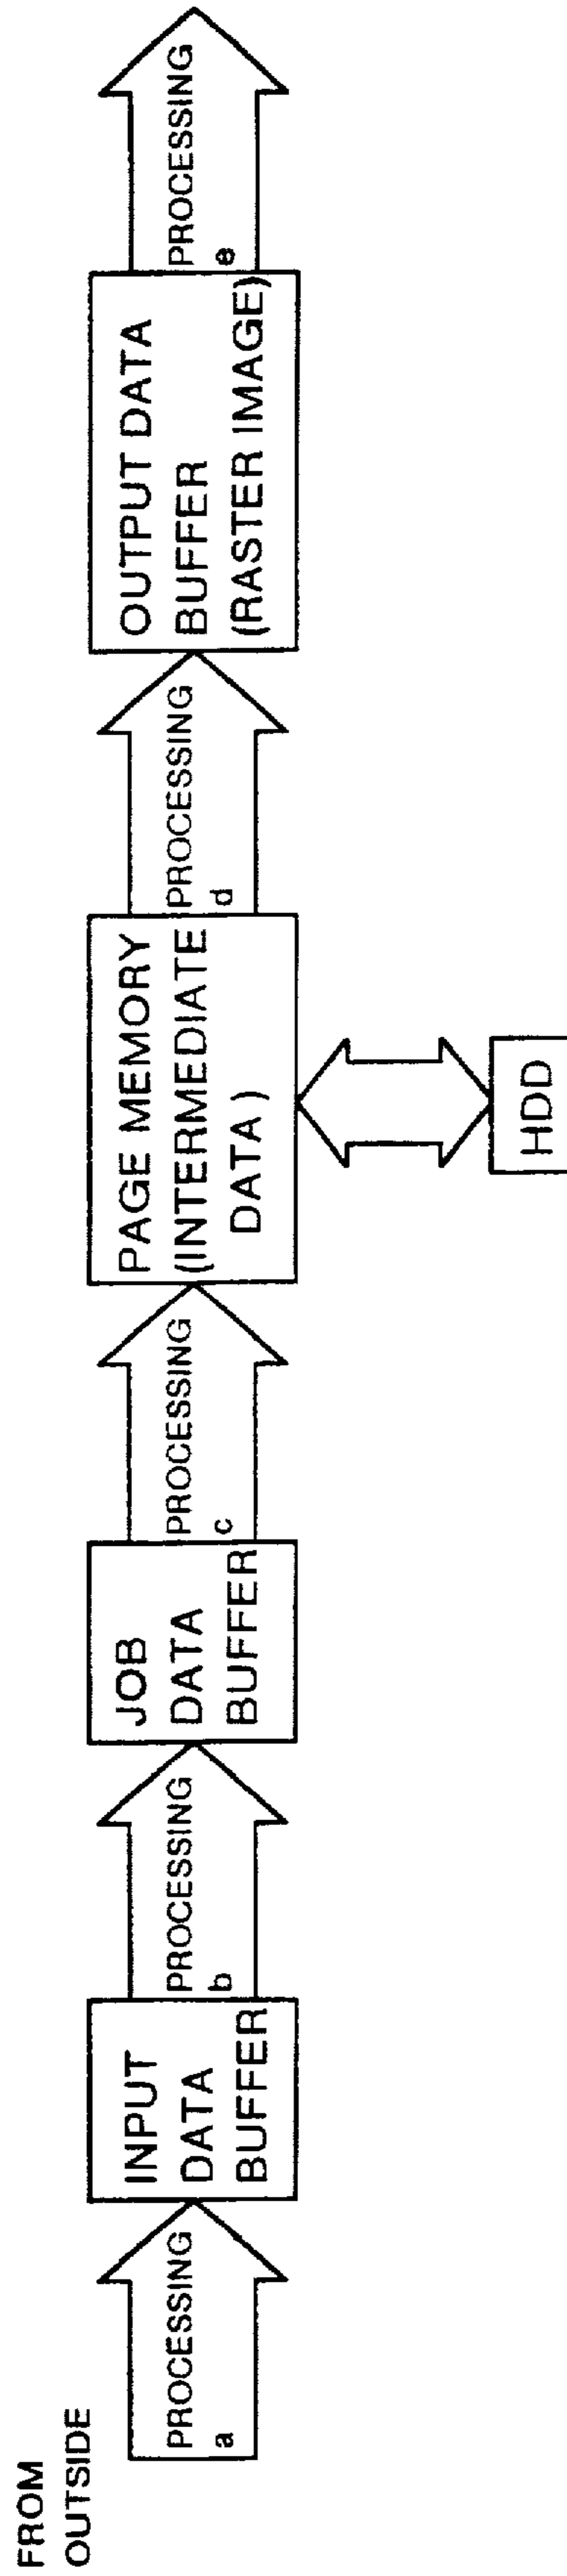 FROM
OUTSIDE
PROCESSING
a
INPUT
DATA
BUFFER
PROCESSING
b
JOB
DATA
BUFFER
PROCESSING
c
PAGE MEMORY
(INTERMEDIATE
DATA)
HDD
PROCESSING
d
OUTPUT DATA
BUFFER
(RASTER IMAGE)
PROCESSING
e